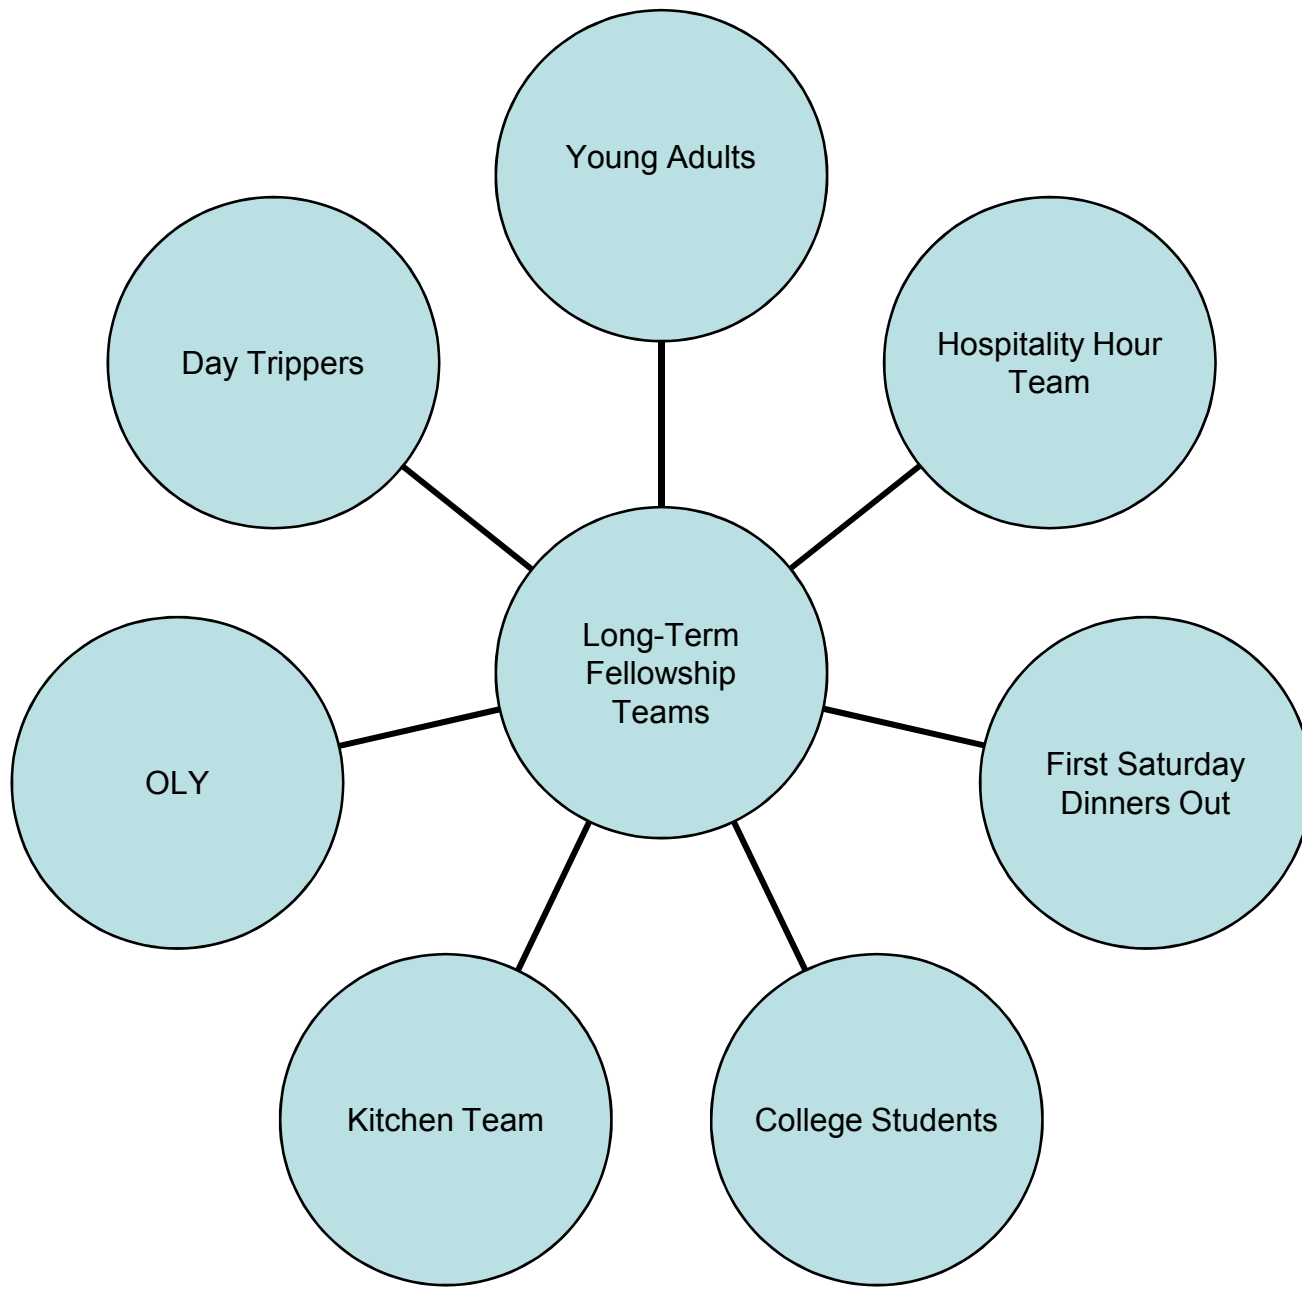 Young Adults
Hospitality Hour
Team
Day Trippers
Long-Term
Fellowship
Teams
First Saturday
Dinners Out
OLY
Kitchen Team
College Students